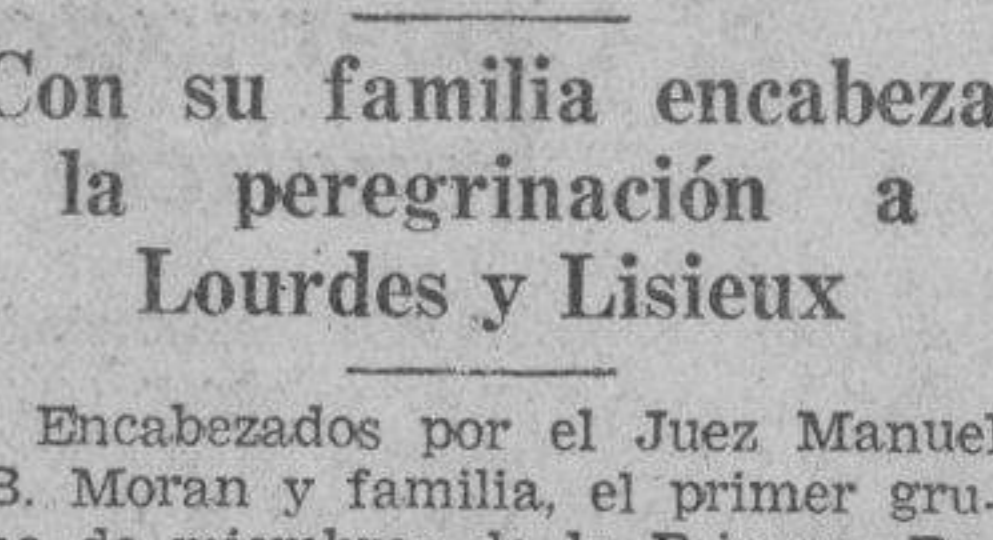 Con su familia encabeza
la peregrinación a
Lourdes y Lisieux
Encabezados por el Juez Manuel
B. Moran y familia, el primer gru-